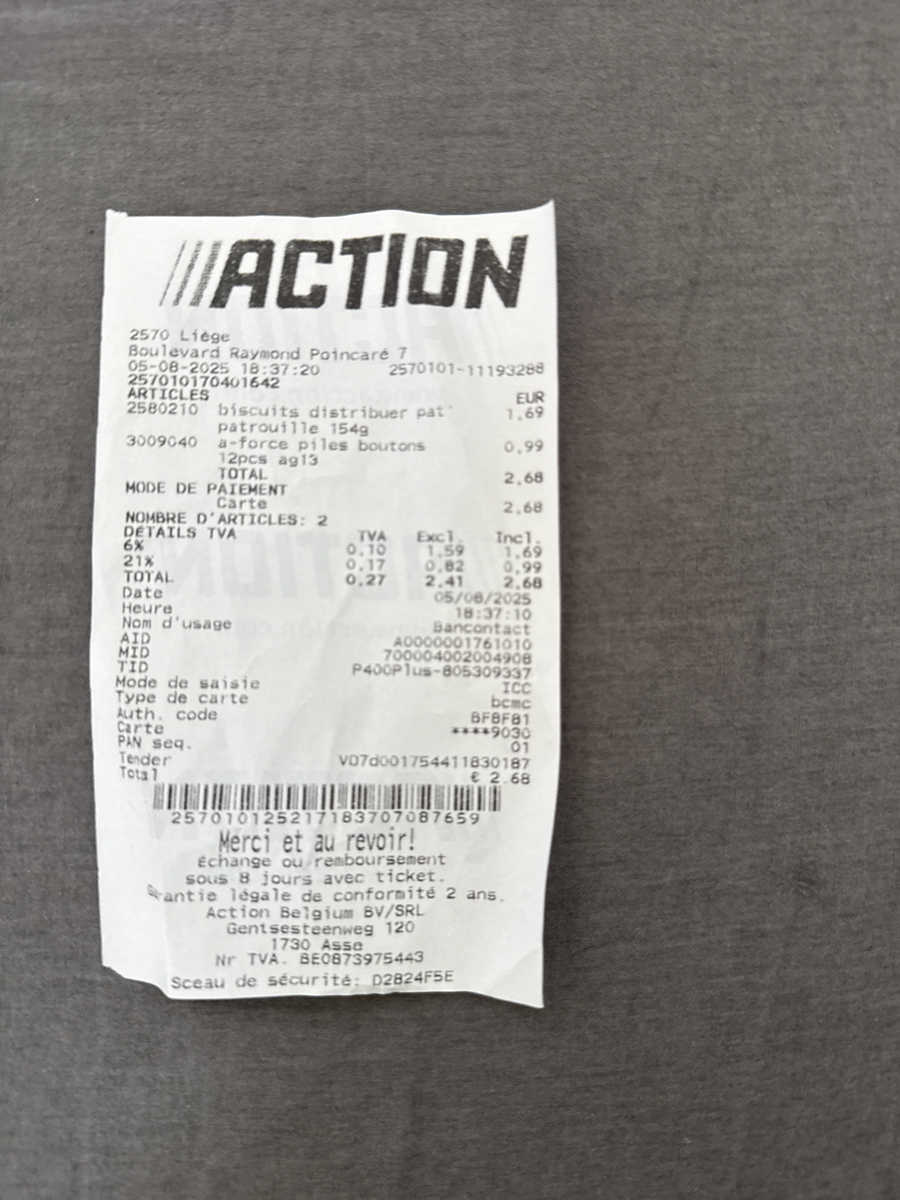 ACTION
2570 Liège
Boulevard Raymond Poincaré 7
05-08-2025 18:37:20 2570101-11193288
257010170401642
ARTICLES EUR
2580210 biscuits distribuer pat' 1,69
patrouille 154g
3009040 a-force piles boutons 0,99
12pcs ag13
TOTAL 2,68
MODE DE PAIEMENT
Carte 2,68
NOMBRE D'ARTICLES: 2
DÉTAILS TVA TVA Excl. Incl.
6% 0,10 1,59 1,69
21% 0,17 0,82 0,99
TOTAL 0,27 2,41 2,68
Date 05/08/2025
Heure 18:37:10
Nom d'usage Bancontact
AID A0000001761010
MID 700004002004908
TID P400Plus-805309337
Mode de saisie ICC
Type de carte bcmc
Auth. code BF8F81
Carte ****9030
PAN seq. 01
Tender VD7d001754411830187
Total € 2.68
2570101252171837070​87659
Merci et au revoir!
Échange ou remboursement
sous 8 jours avec ticket.
Garantie légale de conformité 2 ans.
Action Belgium BV/SRL
Gentsesteenweg 120
1730 Asse
Nr TVA. BE0873975443
Sceau de sécurité: D2824F5E